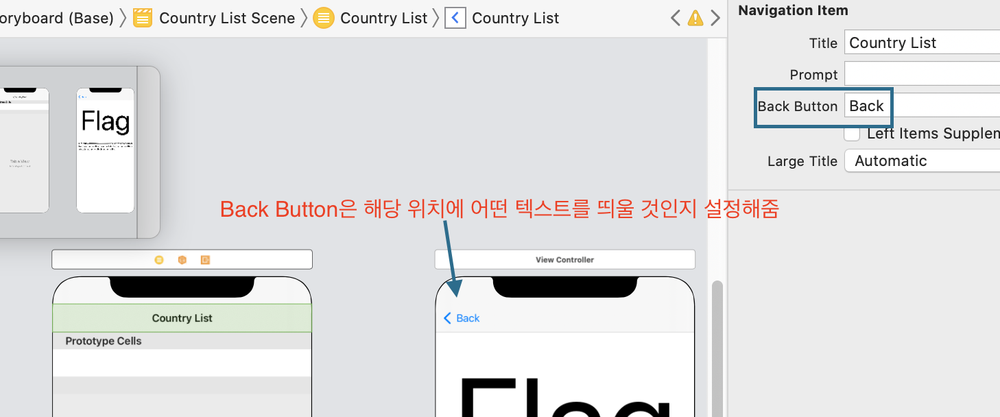 oryboard (Base) Country List Scene Country List Country List
Navigation Item
Title Country List
Prompt
Back Button Back
Left Items Supplem
Large Title Automatic
Flag
Table View
Back Button은 해당 위치에 어떤 텍스트를 띄울 것인지 설정해줌
View Controller
Country List
Back
Prototype Cells
Flag